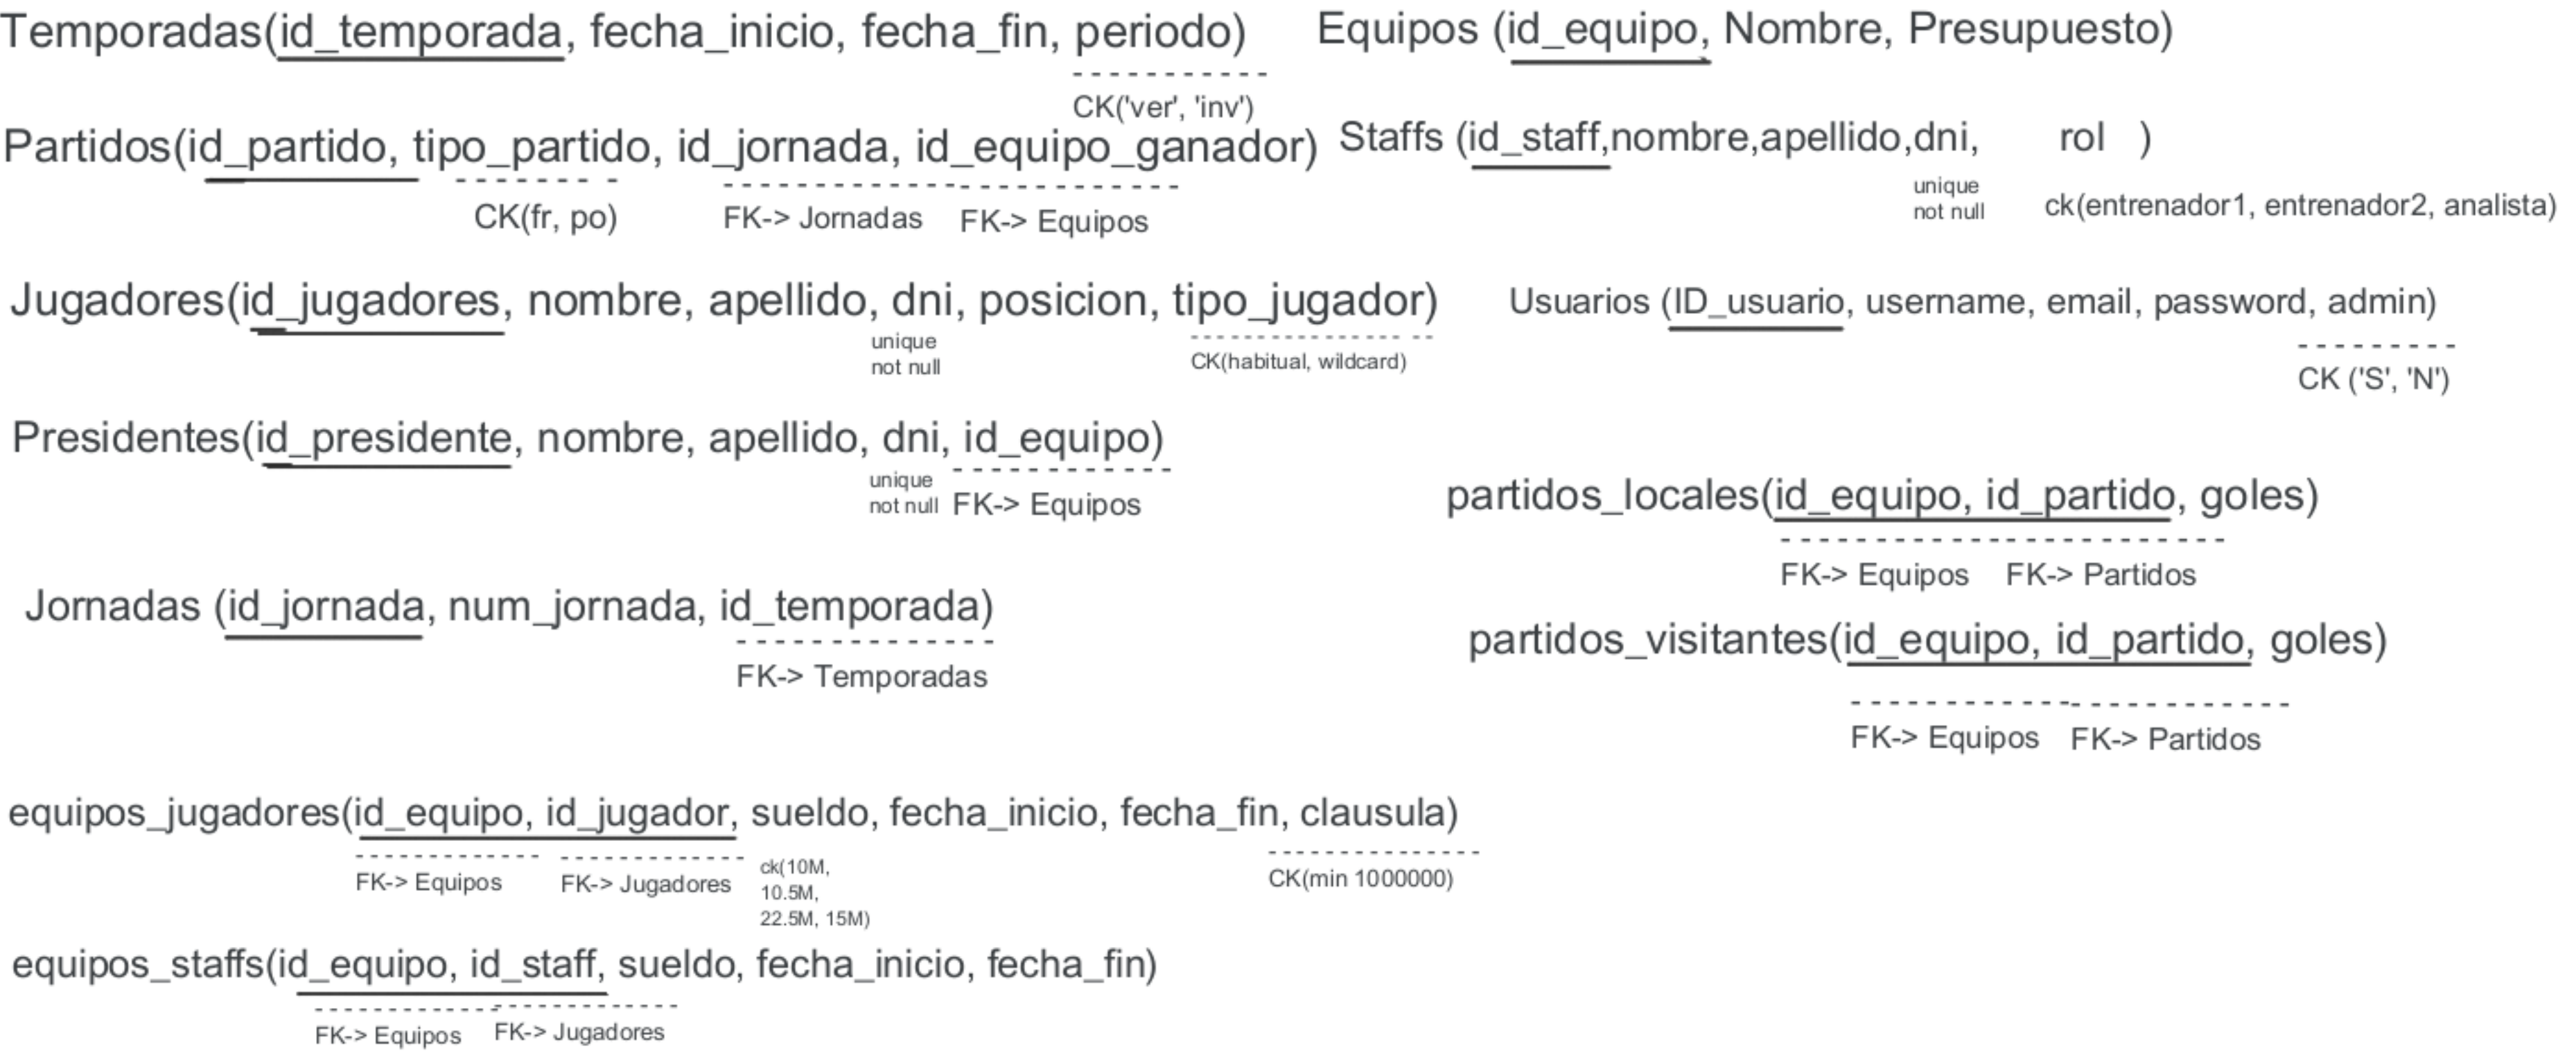 Temporadas(id_temporada, fecha_inicio, fecha_fin, periodo)
CK('ver', 'inv')
Equipos (id_equipo, Nombre, Presupuesto)
Partidos(id_partido, tipo_partido, id_jornada, id_equipo_ganador)
CK(fr, po)
FK-> Jornadas
FK-> Equipos
Staffs (id_staff,nombre,apellido,dni, rol )
unique
not null
ck(entrenador1, entrenador2, analista)
Jugadores(id_jugadores, nombre, apellido, dni, posicion, tipo_jugador)
unique
not null
CK(habitual, wildcard)
Usuarios (ID_usuario, username, email, password, admin)
CK ('S', 'N')
Presidentes(id_presidente, nombre, apellido, dni, id_equipo)
unique
not null
FK-> Equipos
partidos_locales(id_equipo, id_partido, goles)
FK-> Equipos
FK-> Partidos
Jornadas (id_jornada, num_jornada, id_temporada)
FK-> Temporadas
partidos_visitantes(id_equipo, id_partido, goles)
FK-> Equipos
FK-> Partidos
equipos_jugadores(id_equipo, id_jugador, sueldo, fecha_inicio, fecha_fin, clausula)
FK-> Equipos
FK-> Jugadores
ck(10M,
10.5M,
22.5M, 15M)
CK(min 1000000)
equipos_staffs(id_equipo, id_staff, sueldo, fecha_inicio, fecha_fin)
FK-> Equipos
FK-> Jugadores